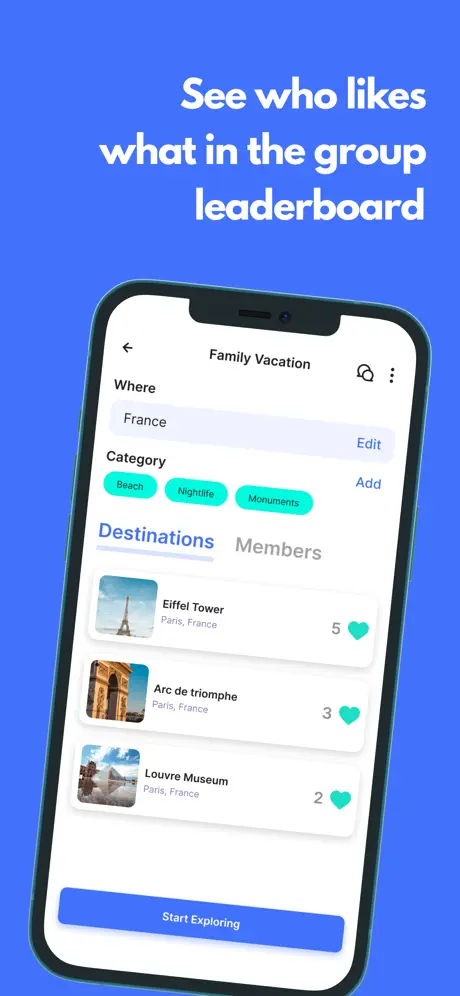 See who likes
what in the group
leaderboard
Family Vacation
Where
France
Edit
Category
Add
Beach
Nightlife
Monuments
Destinations
Members
Eiffel Tower
Paris, France
5
Arc de triomphe
Paris, France
3
Louvre Museum
Paris, France
2
Start Exploring